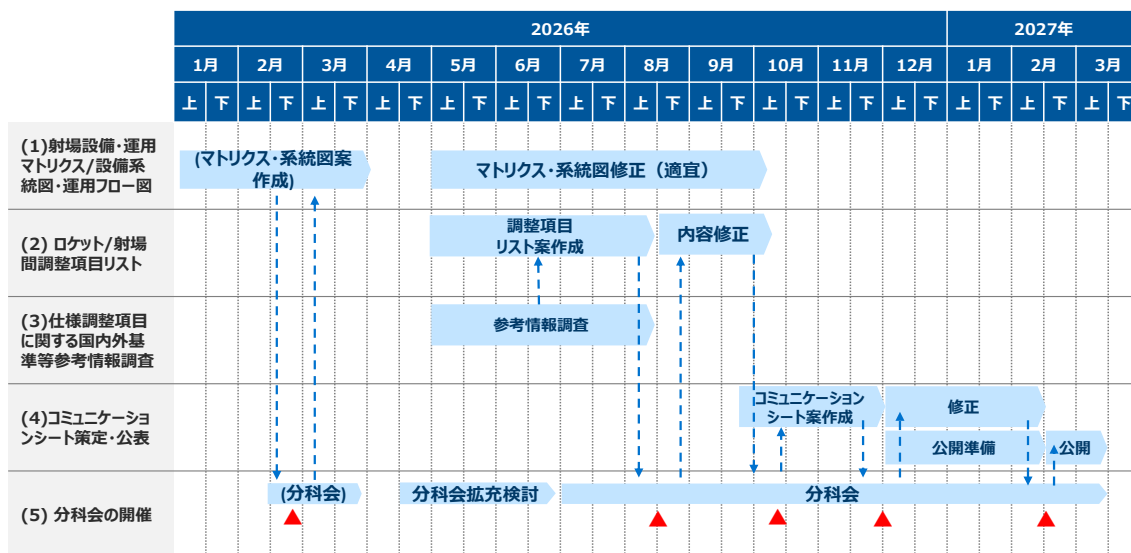 2026年
2027年
1月
2月
3月
4月
5月
6月
7月
8月
9月
10月
11月
12月
1月
2月
3月
上 下 上 下 上 下 上 下 上 下 上 下 上 下 上 下 上 下 上 下 上 下 上 下 上 下 上 下 上 下
(1)射場設備・運用
マトリクス/設備系
統図・運用フロー図
(マトリクス・系統図案
作成)
マトリクス・系統図修正（適宜）
(2) ロケット/射場
間調整項目リスト
調整項目
リスト案作成
内容修正
(3)仕様調整項目
に関する国内外基
準等参考情報調査
参考情報調査
(4)コミュニケーショ
ンシート策定・公表
コミュニケーション
シート案作成
修正
公開準備
公開
(5) 分科会の開催
(分科会)
分科会拡充検討
分科会